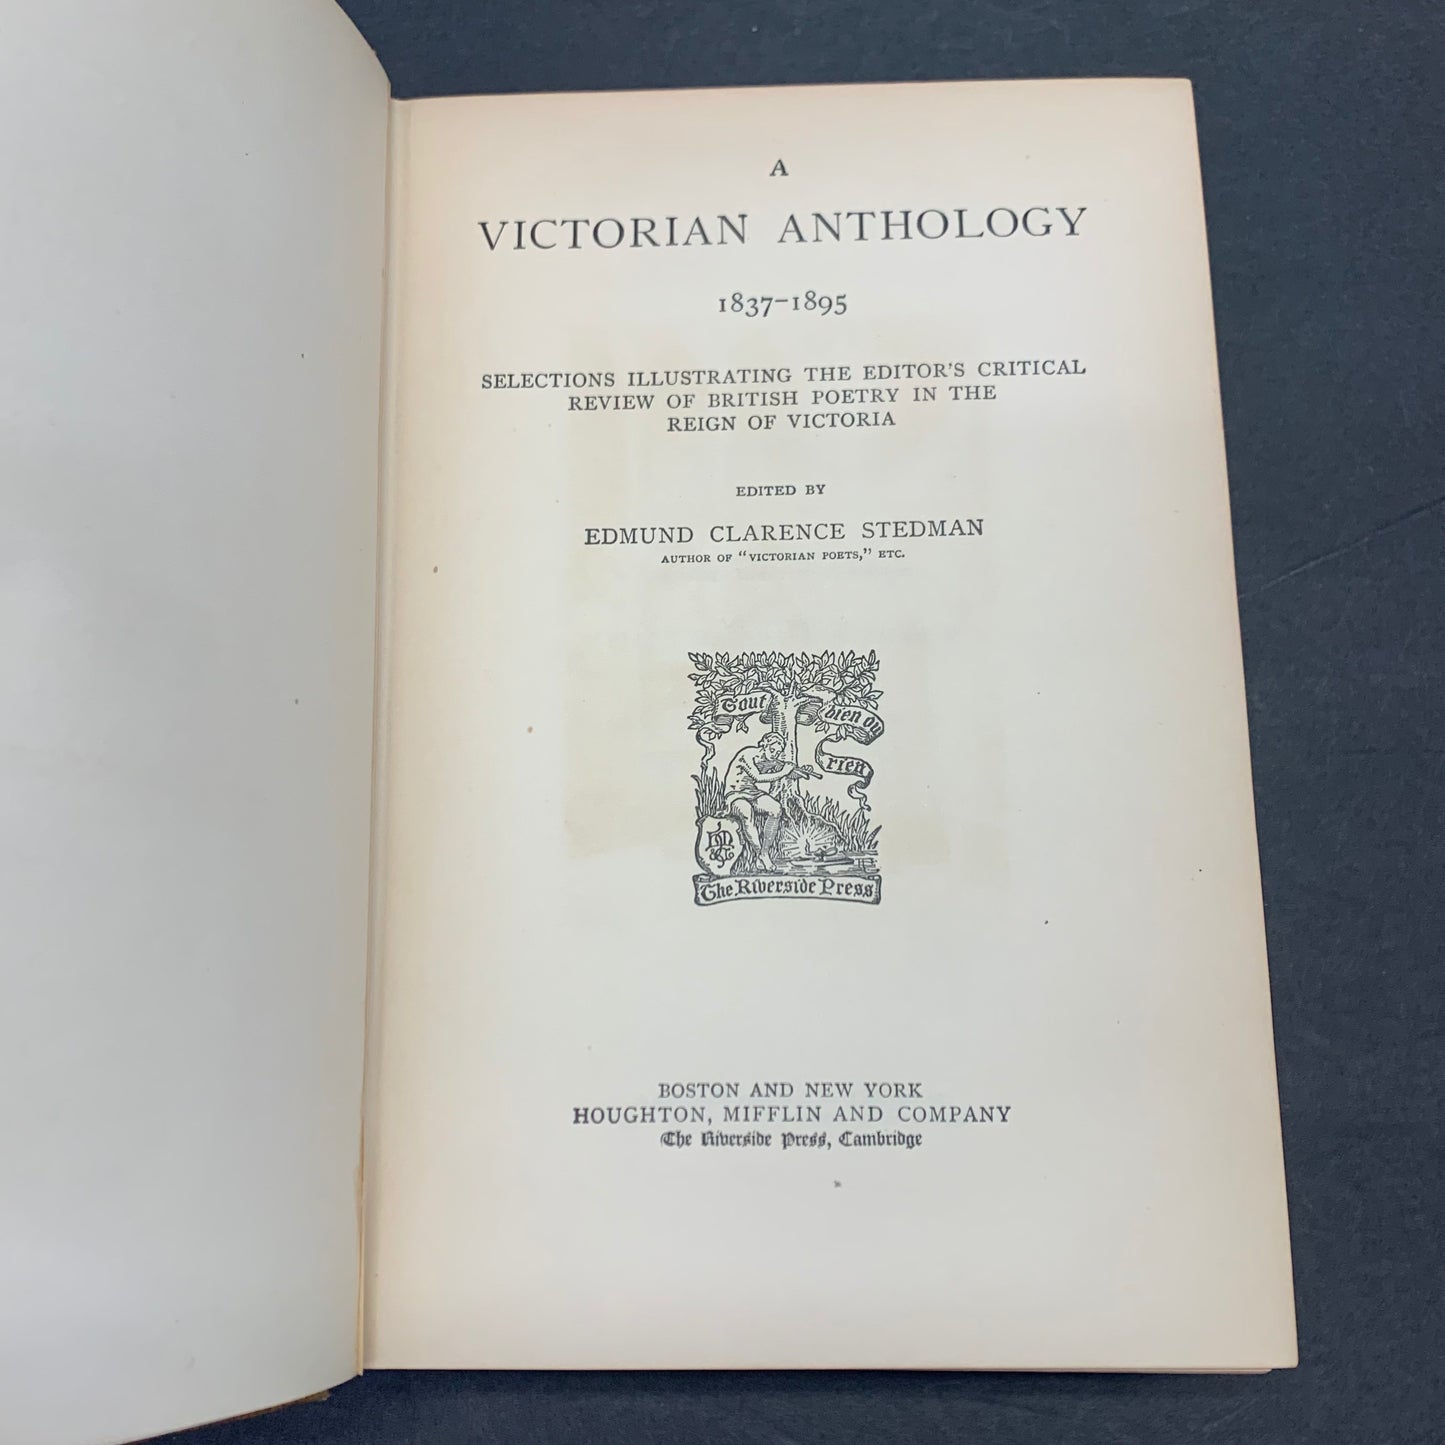 A
VICTORIAN ANTHOLOGY
1837–1895
SELECTIONS ILLUSTRATING THE EDITOR'S CRITICAL
REVIEW OF BRITISH POETRY IN THE
REIGN OF VICTORIA
EDITED BY
EDMUND CLARENCE STEDMAN
AUTHOR OF "VICTORIAN POETS," ETC.
Tout
bien ou
rien
The Riverside Press
BOSTON AND NEW YORK
HOUGHTON, MIFFLIN AND COMPANY
The Riverside Press, Cambridge